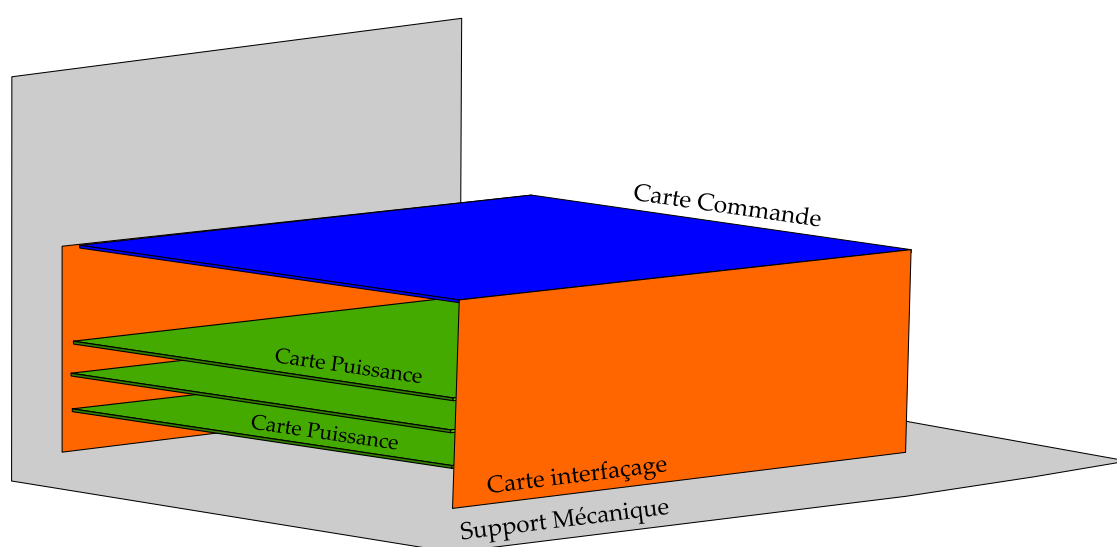 Carte Commande
Carte Puissance
Carte Puissance
Carte interfaçage
Support Mécanique